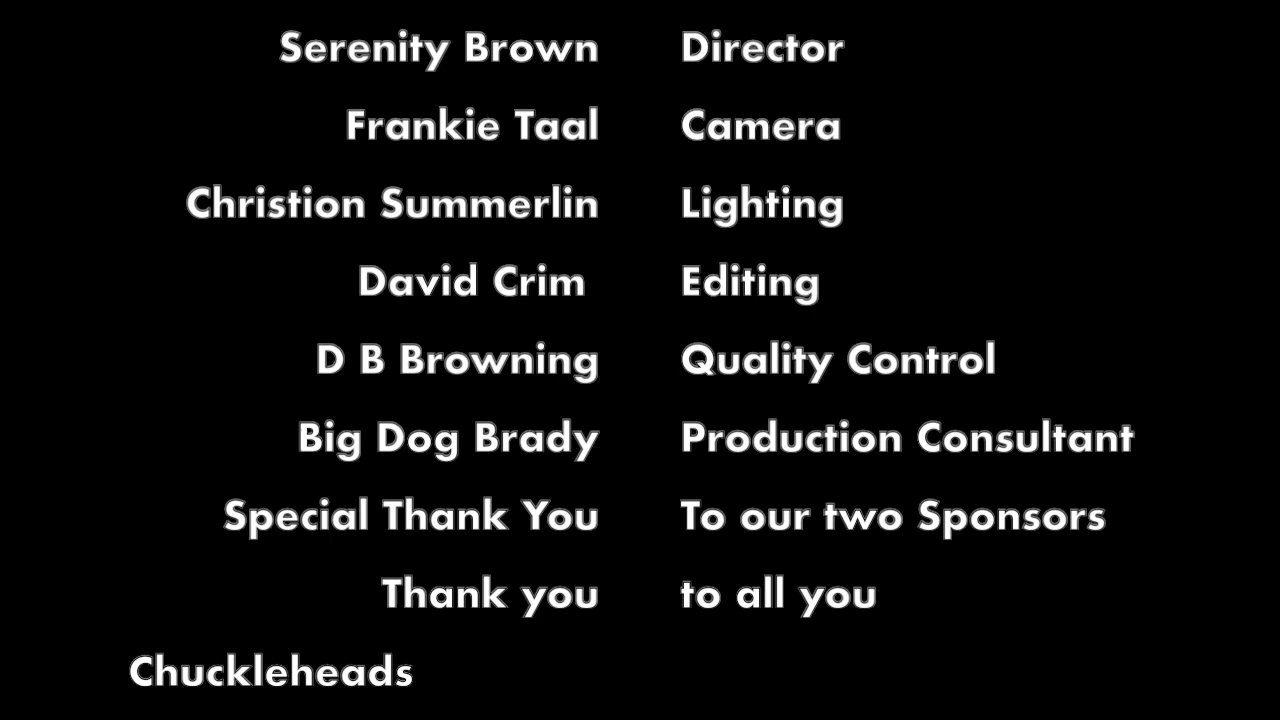 Serenity Brown Director
Frankie Taal Camera
Christion Summerlin Lighting
David Crim Editing
D B Browning Quality Control
Big Dog Brady Production Consultant
Special Thank You To our two Sponsors
Thank you to all you
Chuckleheads